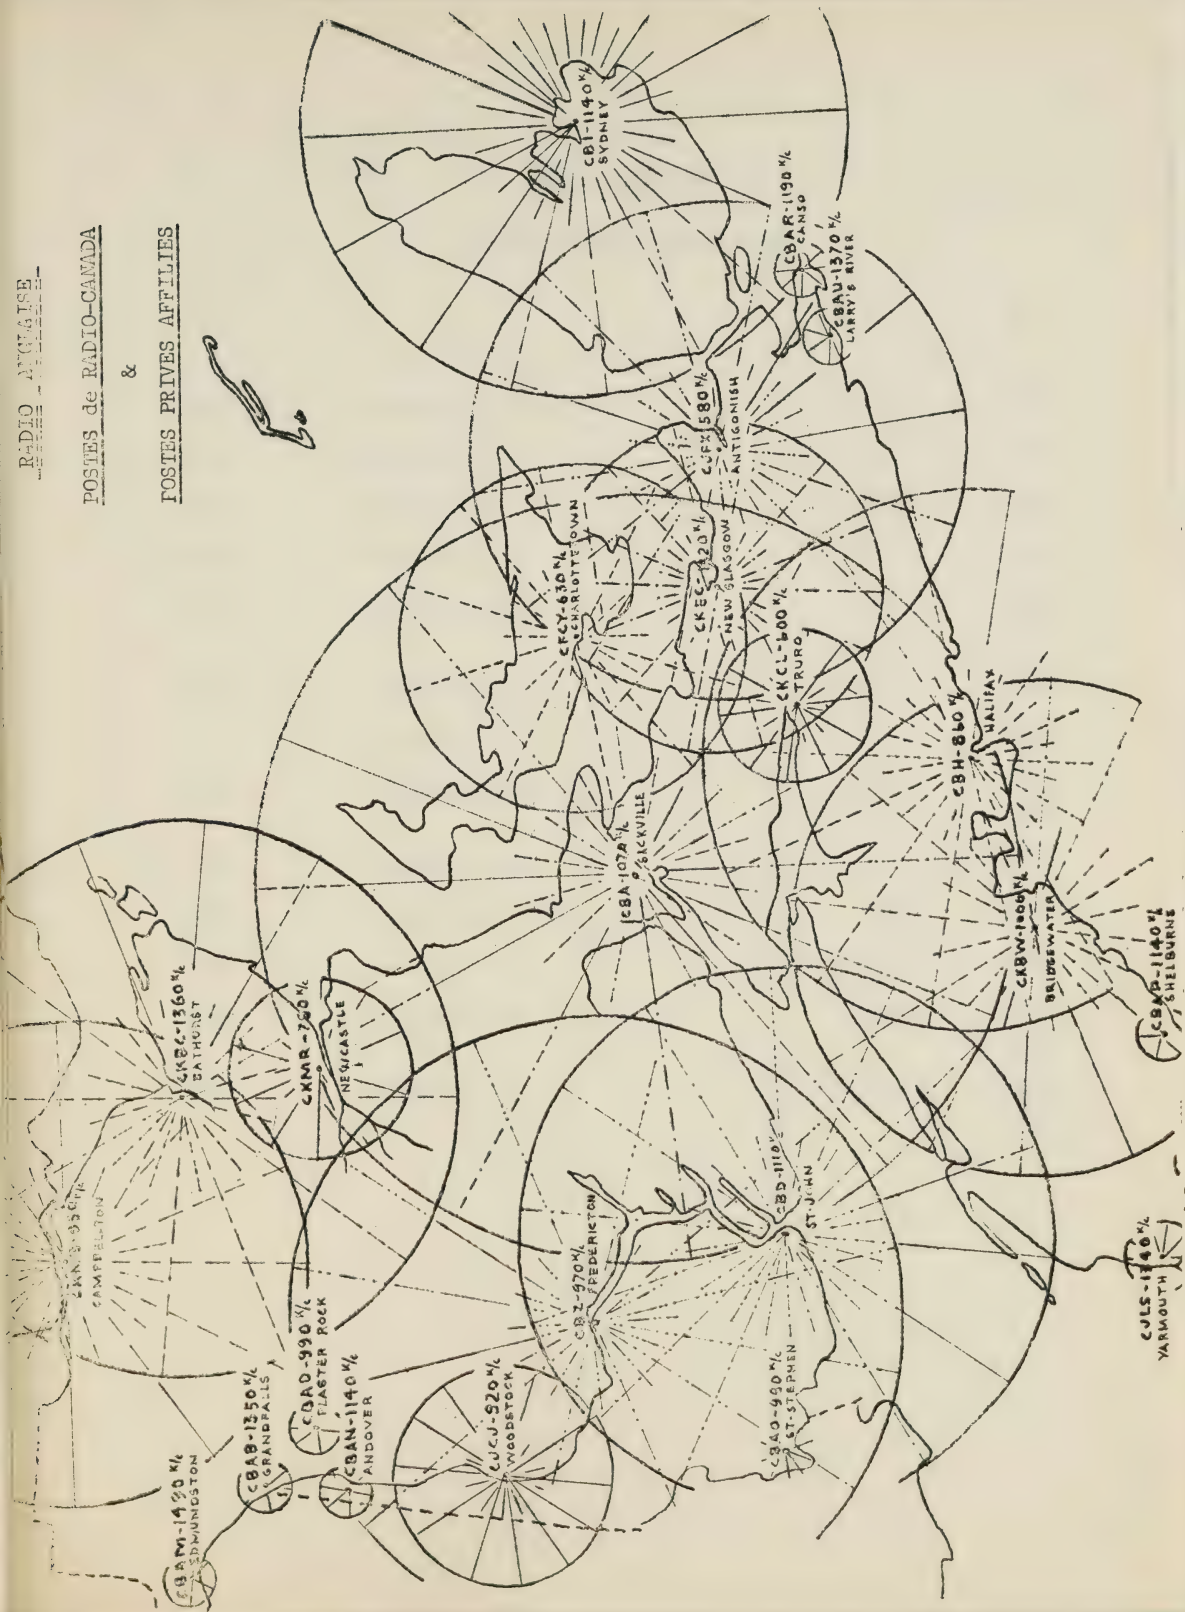 RADIO ANGLAISE
POSTES de RADIO-CANADA
&
POSTES PRIVES AFFILIES
CBAM-1490 K/c
EDMUNDSTON
CBAB-1350 K/c
GRANDFALLS
CBAD-990 K/c
PLASTER ROCK
CBAN-1140 K/c
ANDOVER
CJCJ-920 K/c
WOODSTOCK
950 K/c
CAMPBELLTON
CKBC-1360 K/c
BATHURST
CKMR-790 K/c
NEWCASTLE
CBZ-970 K/c
FREDERICTON
CBAO-990 K/c
ST-STEPHEN
CBD-1110
ST-JOHN
CBA-1070 K/c
SACKVILLE
CFCY-630 K/c
CHARLOTTETOWN
CKEC-1320 K/c
NEW GLASGOW
CJFX-580 K/c
ANTIGONISH
CKCL-600 K/c
TRURO
CBI-1140 K/c
SYDNEY
CBAR-1190 K/c
CANSO
CBAU-1370 K/c
LARRY'S RIVER
CBH-860 K/c
HALIFAX
CKBW-1000 K/c
BRIDGEWATER
CBAP-1140 K/c
SHELBURNE
CJLS-1340 K/c
YARMOUTH